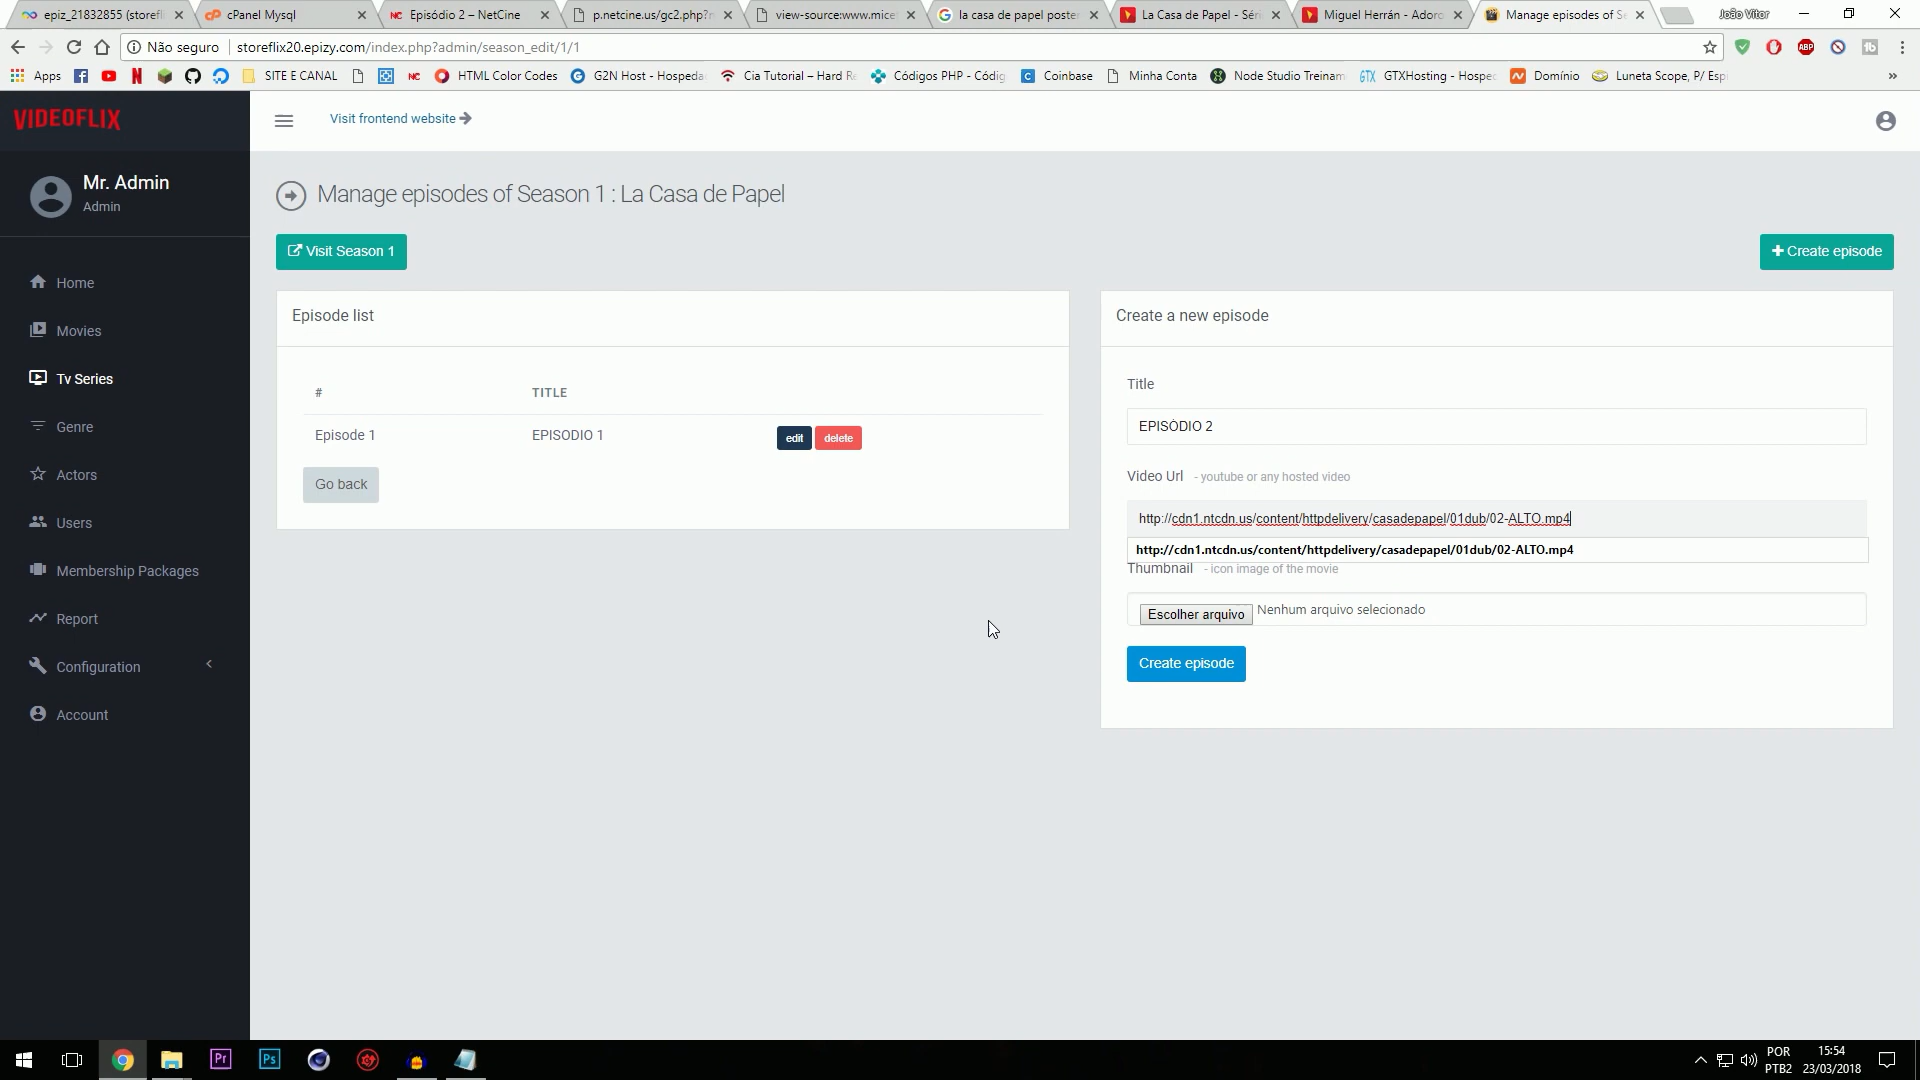 epiz_21832855 (storefli
cPanel Mysql
Episódio 2 – NetCine
p.netcine.us/gc2.php?n
view-source:www.micet
la casa de papel poster
La Casa de Papel - Séri
Miguel Herrán - Adoro
Manage episodes of Se
João Vitor
Não seguro
storeflix20.epizy.com/index.php?admin/season_edit/1/1
Apps
SITE E CANAL
HTML Color Codes
G2N Host - Hospeda
Cia Tutorial – Hard Re
Códigos PHP - Códig
Coinbase
Minha Conta
Node Studio Treinam
GTXHosting - Hospec
Domínio
Luneta Scope, P/ Espi
VIDEOFLIX
Visit frontend website
Mr. Admin
Admin
Manage episodes of Season 1 : La Casa de Papel
Visit Season 1
Create episode
Home
Movies
Tv Series
Genre
Actors
Users
Membership Packages
Report
Configuration
Account
Episode list
# TITLE
Episode 1 EPISODIO 1 edit delete
Go back
Create a new episode
Title
EPISÓDIO 2
Video Url - youtube or any hosted video
http://cdn1.ntcdn.us/content/httpdelivery/casadepapel/01dub/02-ALTO.mp4
http://cdn1.ntcdn.us/content/httpdelivery/casadepapel/01dub/02-ALTO.mp4
Thumbnail - icon image of the movie
Escolher arquivo Nenhum arquivo selecionado
Create episode
POR
PTB2
15:54
23/03/2018